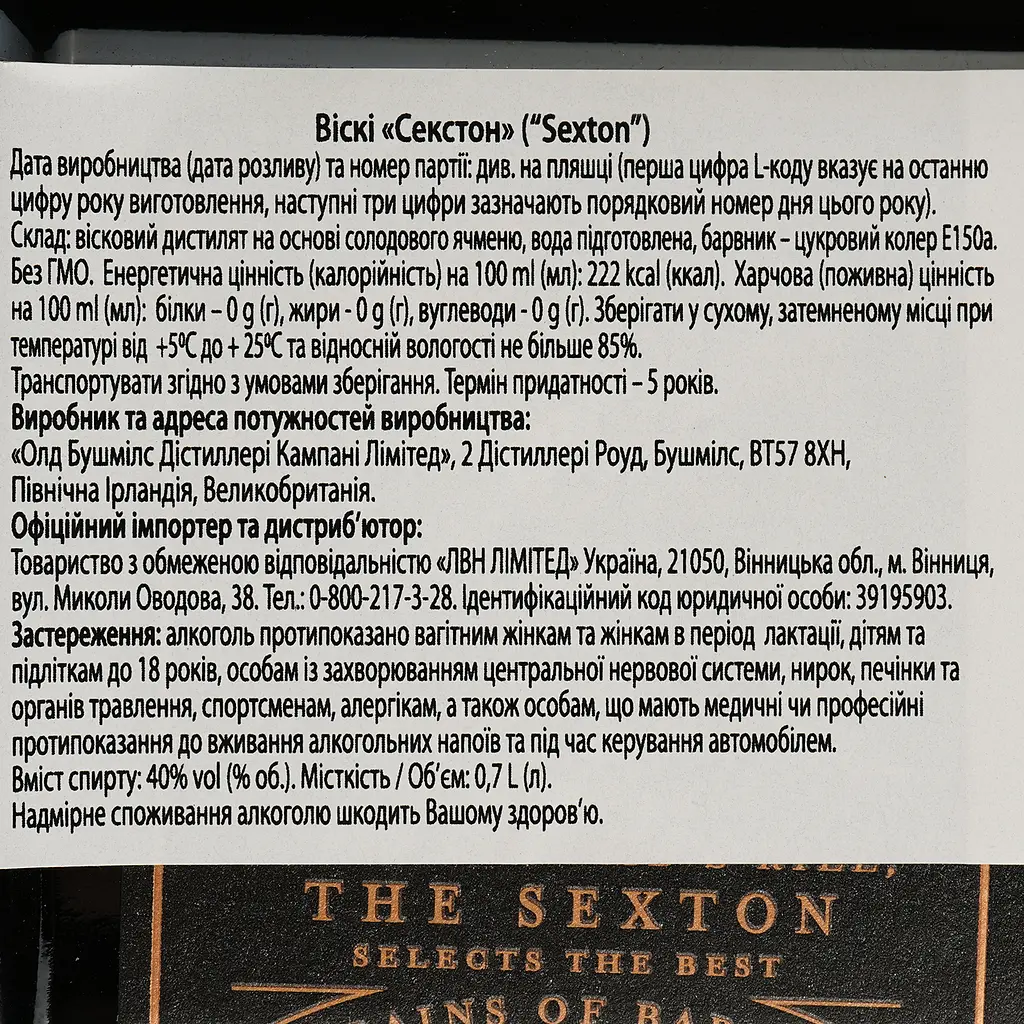 Віскі «Секстон» (“Sexton”)
Дата виробництва (дата розливу) та номер партії: див. на пляшці (перша цифра L-коду вказує на останню
цифру року виготовлення, наступні три цифри зазначають порядковий номер дня цього року).
Склад: вісковий дистилят на основі солодового ячменю, вода підготовлена, барвник – цукровий колер Е150а.
Без ГМО. Енергетична цінність (калорійність) на 100 ml (мл): 222 kcal (ккал). Харчова (поживна) цінність
на 100 ml (мл): білки – 0 g (г), жири - 0 g (г), вуглеводи - 0 g (г). Зберігати у сухому, затемненому місці при
температурі від +5ºС до + 25ºС та відносній вологості не більше 85%.
Транспортувати згідно з умовами зберігання. Термін придатності – 5 років.
Виробник та адреса потужностей виробництва:
«Олд Бушмілс Дістиллері Кампані Лімітед», 2 Дістиллері Роуд, Бушмілс, BT57 8XH,
Північна Ірландія, Великобританія.
Офіційний імпортер та дистриб'ютор:
Товариство з обмеженою відповідальністю «ЛВН ЛІМІТЕД» Україна, 21050, Вінницька обл., м. Вінниця,
вул. Миколи Оводова, 38. Тел.: 0-800-217-3-28. Ідентифікаційний код юридичної особи: 39195903.
Застереження: алкоголь протипоказано вагітним жінкам та жінкам в період лактації, дітям та
підліткам до 18 років, особам із захворюванням центральної нервової системи, нирок, печінки та
органів травлення, спортсменам, алергікам, а також особам, що мають медичні чи професійні
протипоказання до вживання алкогольних напоїв та під час керування автомобілем.
Вміст спирту: 40% vol (% об.). Місткість / Об'єм: 0,7 L (л).
Надмірне споживання алкоголю шкодить Вашому здоров'ю.
THE SEXTON
SELECTS THE BEST
OF